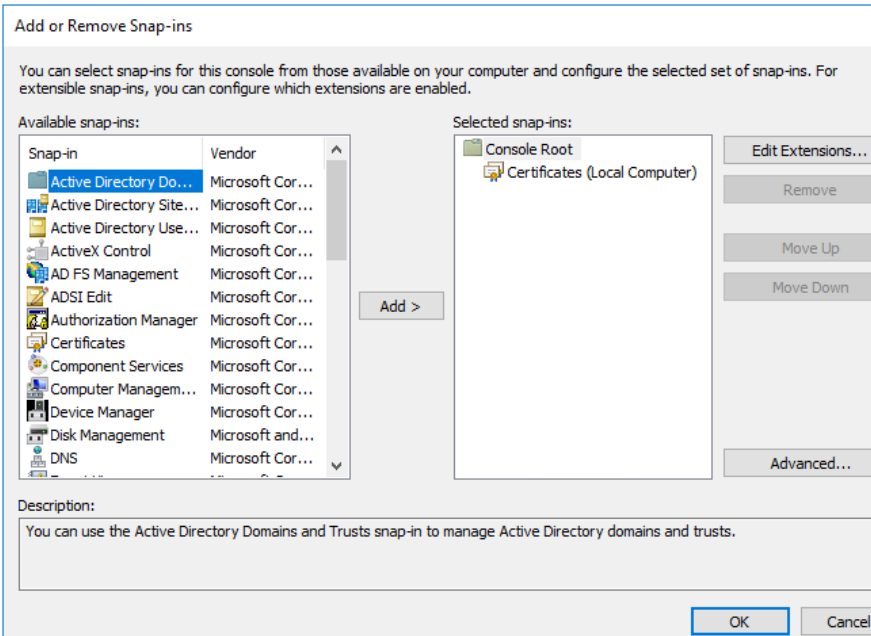 Add or Remove Snap-ins
You can select snap-ins for this console from those available on your computer and configure the selected set of snap-ins. For
extensible snap-ins, you can configure which extensions are enabled.
Available snap-ins:
Snap-in Vendor
Active Directory Do... Microsoft Cor...
Active Directory Site... Microsoft Cor...
Active Directory Use... Microsoft Cor...
ActiveX Control Microsoft Cor...
AD FS Management Microsoft Cor...
ADSI Edit Microsoft Cor...
Authorization Manager Microsoft Cor...
Certificates Microsoft Cor...
Component Services Microsoft Cor...
Computer Managem... Microsoft Cor...
Device Manager Microsoft Cor...
Disk Management Microsoft and...
DNS Microsoft Cor...
Add >
Selected snap-ins:
Console Root
Certificates (Local Computer)
Edit Extensions...
Remove
Move Up
Move Down
Advanced...
Description:
You can use the Active Directory Domains and Trusts snap-in to manage Active Directory domains and trusts.
OK Cancel